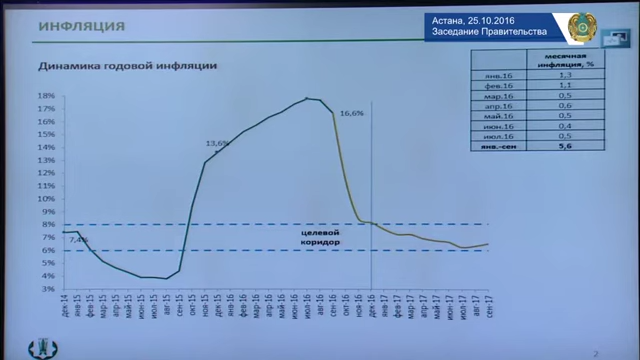 Астана, 25.10.2016
Заседание Правительства
ИНФЛЯЦИЯ
Динамика годовой инфляции
месячная
инфляция, %
янв.16 1,3
фев.16 1,1
мар.16 0,5
апр.16 0,6
май.16 0,5
июн.16 0,4
июл.16 0,5
янв.-сен 5,6
18%
17%
16%
15%
14%
13%
12%
11%
10%
9%
8%
7%
6%
5%
4%
3%
7,4%
13,6%
16,6%
целевой
коридор
дек-14
янв-15
фев-15
мар-15
апр-15
май-15
июн-15
июл-15
авг-15
сен-15
окт-15
ноя-15
дек-15
янв-16
фев-16
мар-16
апр-16
май-16
июн-16
июл-16
авг-16
сен-16
окт-16
ноя-16
дек-16
янв-17
фев-17
мар-17
апр-17
май-17
июн-17
июл-17
авг-17
сен-17
2